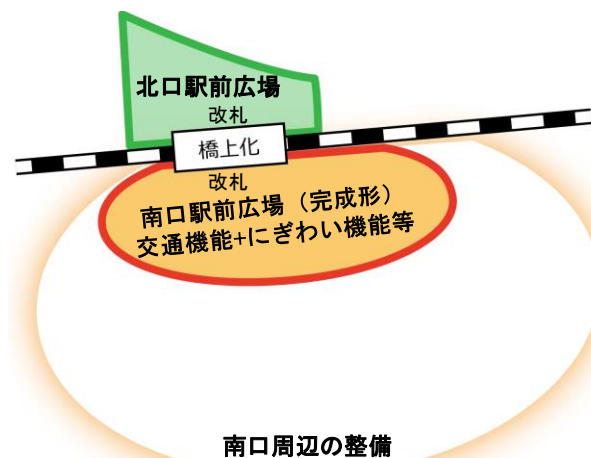 北口駅前広場
改札
橋上化
改札
南口駅前広場（完成形）
交通機能+にぎわい機能等
南口周辺の整備